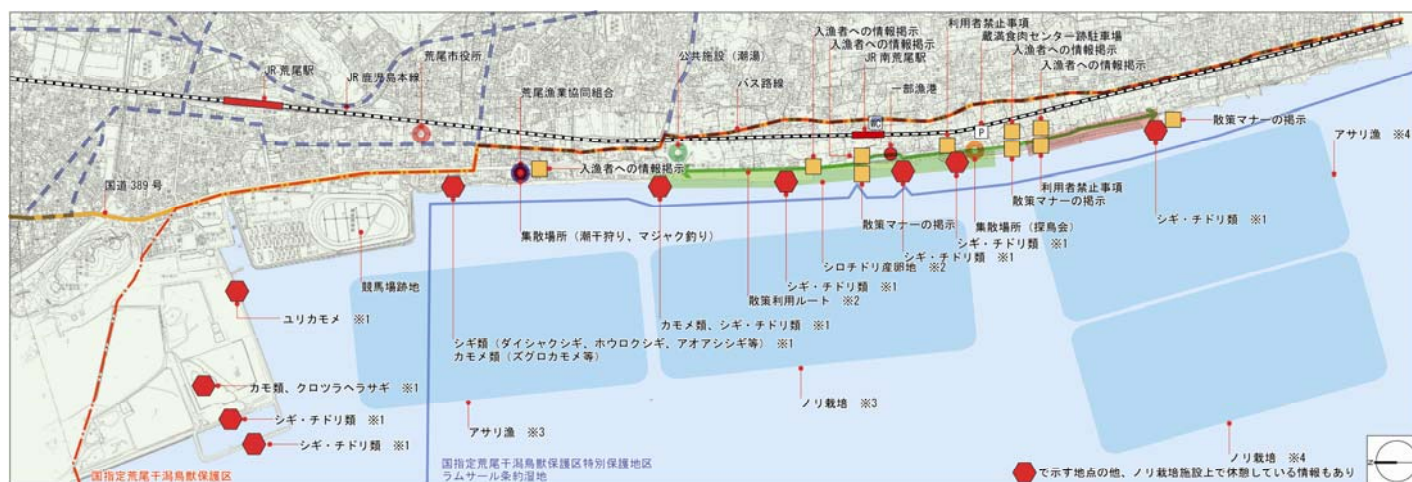 入漁者への情報掲示
利用者禁止事項
蔵満食肉センター跡駐車場
荒尾市役所
公共施設(潮湯)
入漁者への情報掲示
入漁者への情報掲示
JR荒尾駅
JR鹿児島本線
荒尾漁業協同組合
バス路線
JR南荒尾駅
一部漁港
入漁者への情報掲示
WC
P
散策マナーの掲示
アサリ漁 ※4
国道389号
入漁者への情報掲示
利用者禁止事項
散策マナーの掲示
集散場所(潮干狩り、マジャク釣り)
散策マナーの掲示
集散場所(探鳥会)
シギ・チドリ類 ※1
シギ・チドリ類 ※1
シギ・チドリ類 ※1
シロチドリ産卵地 ※2
競馬場跡地
シギ・チドリ類 ※1
散策利用ルート ※2
ユリカモメ ※1
カモメ類、シギ・チドリ類 ※1
シギ類(ダイシャクシギ、ホウロクシギ、アオアシシギ等) ※1
カモメ類(ズグロカモメ等)
カモ類、クロツラヘラサギ ※1
ノリ栽培 ※3
シギ・チドリ類 ※1
アサリ漁 ※3
シギ・チドリ類 ※1
ノリ栽培 ※4
国指定荒尾干潟鳥獣保護区
国指定荒尾干潟鳥獣保護区特別保護地区
ラムサール条約湿地
で示す地点の他、ノリ栽培施設上で休憩している情報もあり
N